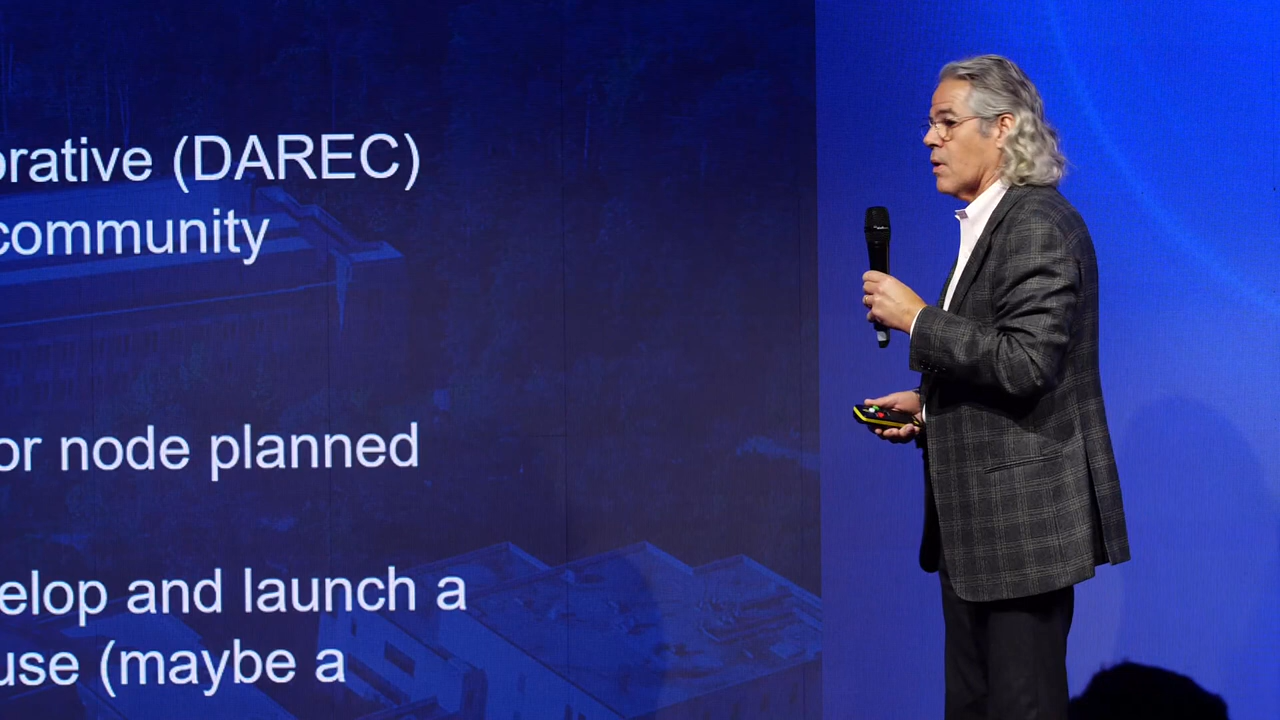 orative (DAREC)
community
or node planned
elop and launch a
use (maybe a